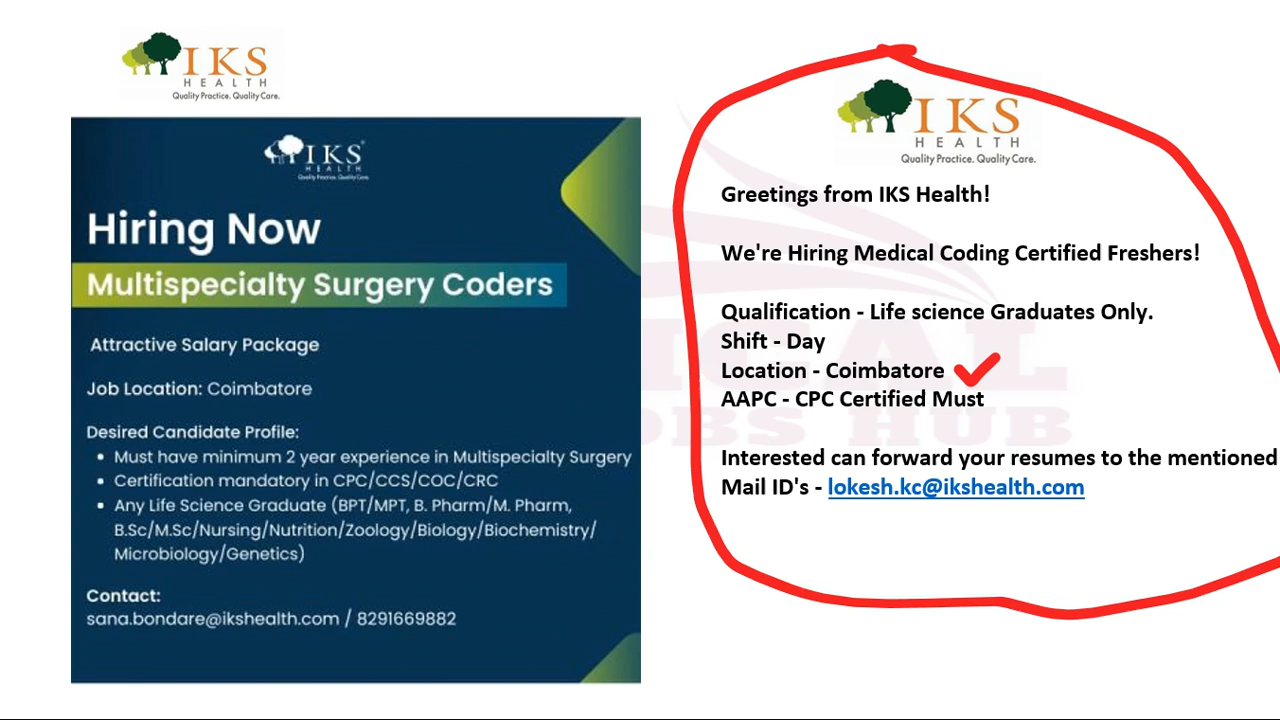 IKS
HEALTH
Quality Practice. Quality Care.
IKS
HEALTH
Quality Practice. Quality Care.
Hiring Now
Multispecialty Surgery Coders
Attractive Salary Package
Job Location: Coimbatore
Desired Candidate Profile:
• Must have minimum 2 year experience in Multispecialty Surgery
• Certification mandatory in CPC/CCS/COC/CRC
• Any Life Science Graduate (BPT/MPT, B. Pharm/M. Pharm,
B.Sc/M.Sc/Nursing/Nutrition/Zoology/Biology/Biochemistry/
Microbiology/Genetics)
Contact:
sana.bondare@ikshealth.com / 8291669882
IKS
HEALTH
Quality Practice. Quality Care.
Greetings from IKS Health!
We're Hiring Medical Coding Certified Freshers!
Qualification - Life science Graduates Only.
Shift - Day
Location - Coimbatore
AAPC - CPC Certified Must
Interested can forward your resumes to the mentioned
Mail ID's - lokesh.kc@ikshealth.com